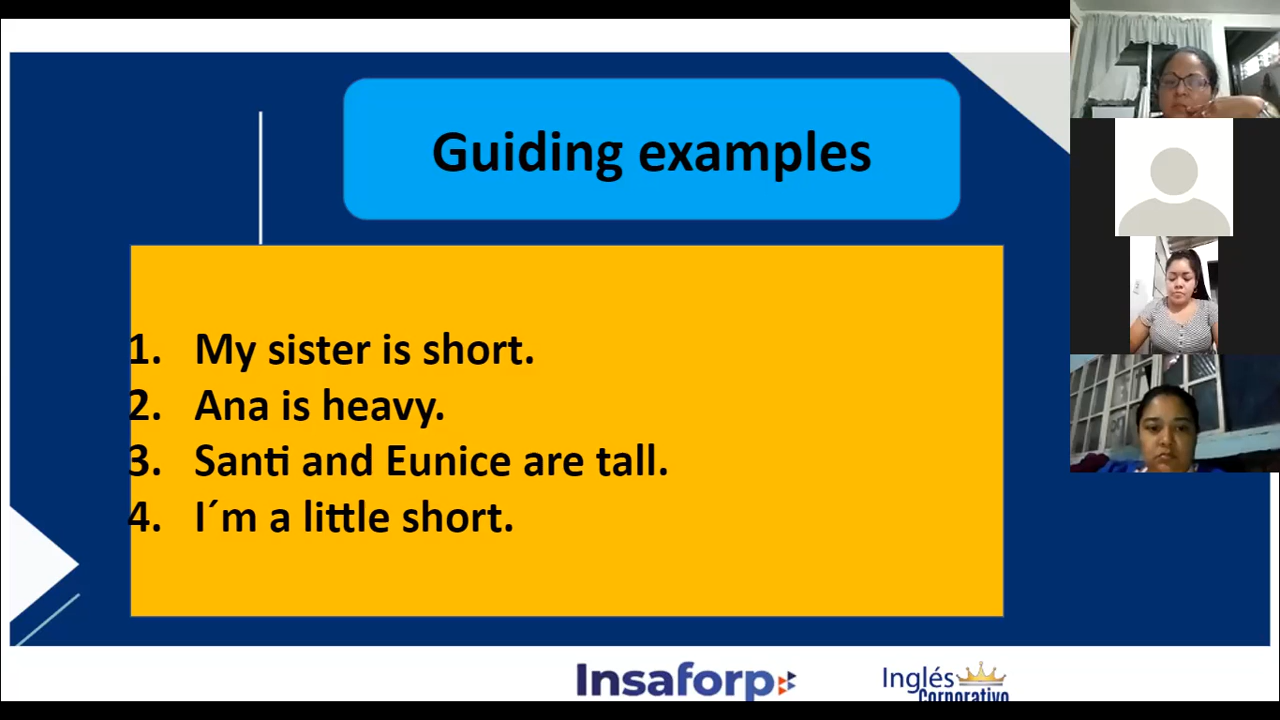 Guiding examples
1. My sister is short.
2. Ana is heavy.
3. Santi and Eunice are tall.
4. I´m a little short.
Insaforp
Inglés
Corporativo